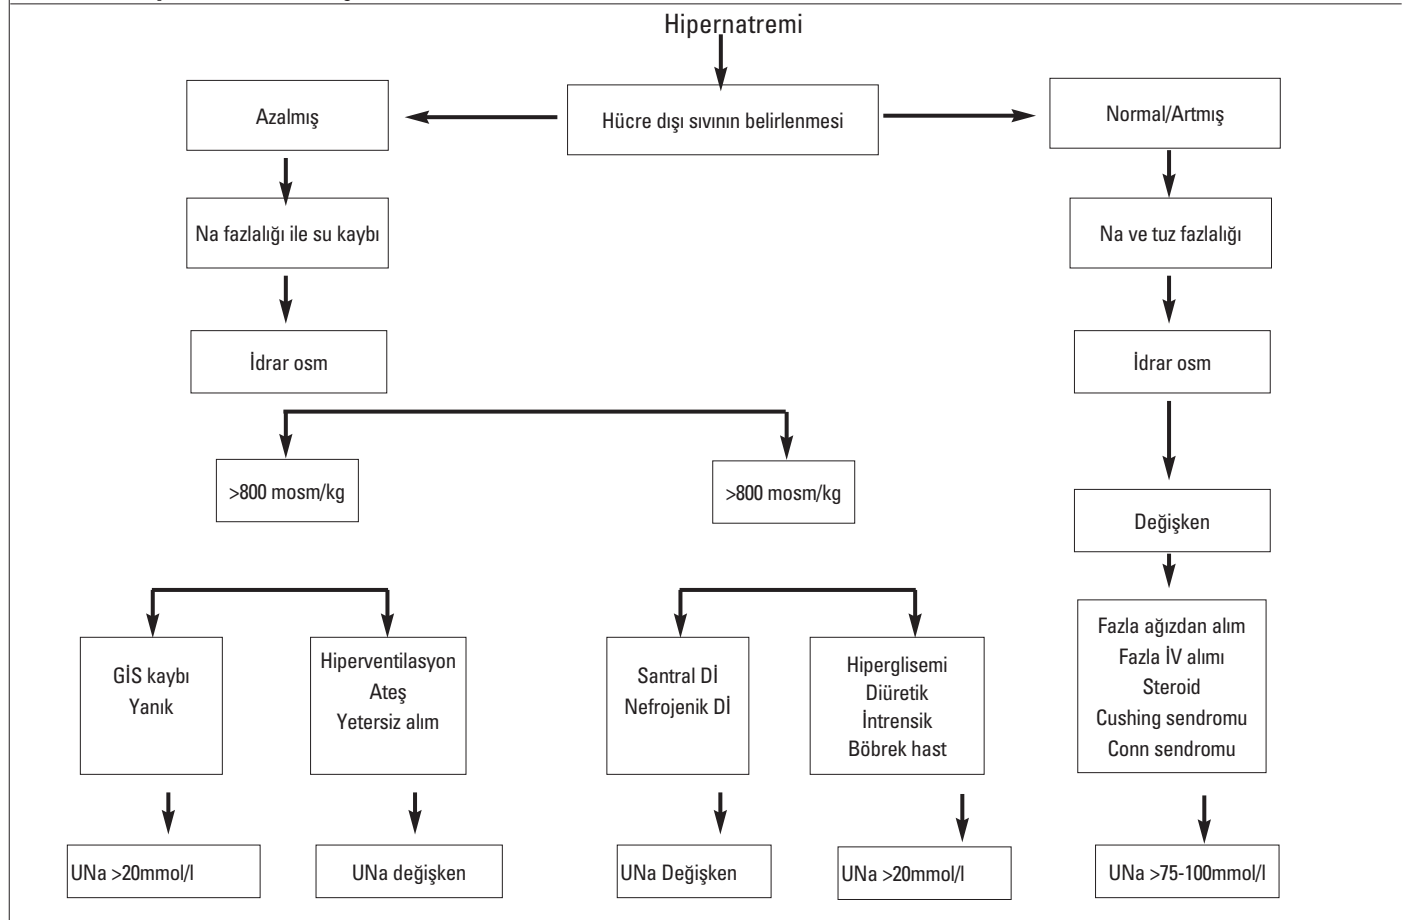 Hipernatremi
Azalmış
Hücre dışı sıvının belirlenmesi
Normal/Artmış
Na fazlalığı ile su kaybı
Na ve tuz fazlalığı
İdrar osm
İdrar osm
>800 mosm/kg
>800 mosm/kg
Değişken
GİS kaybı
Yanık
Hiperventilasyon
Ateş
Yetersiz alım
Santral Dİ
Nefrojenik Dİ
Hiperglisemi
Diüretik
İntrensik
Böbrek hast
Fazla ağızdan alım
Fazla İV alımı
Steroid
Cushing sendromu
Conn sendromu
UNa >20mmol/l
UNa değişken
UNa Değişken
UNa >20mmol/l
UNa >75-100mmol/l